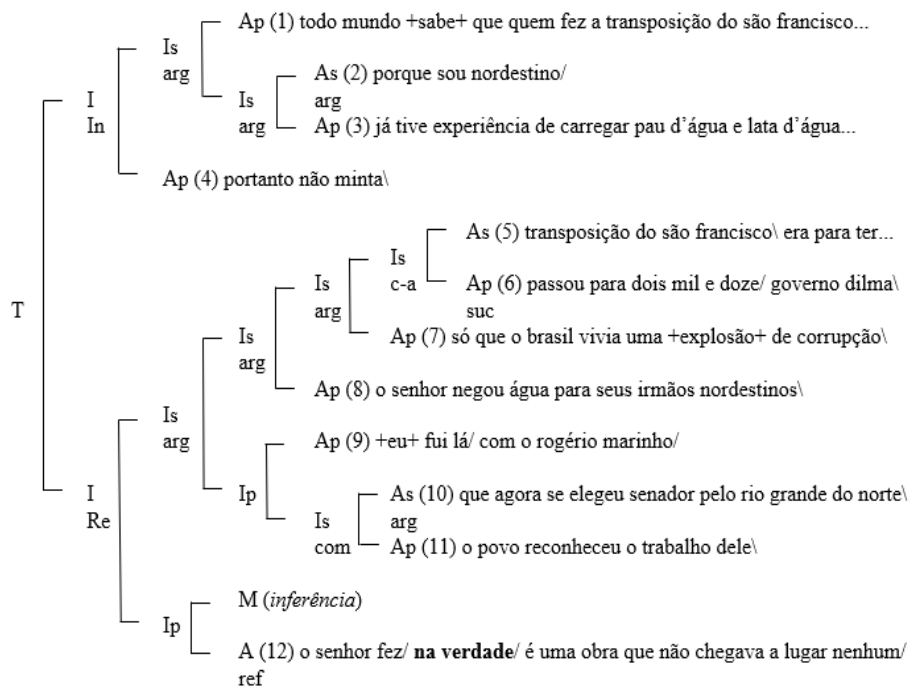 Ap (1) todo mundo +sabe+ que quem fez a transposição do são francisco...
Is
arg
As (2) porque sou nordestino/
arg
Is
arg
Ap (3) já tive experiência de carregar pau d’água e lata d’água...
I
In
Ap (4) portanto não minta\
As (5) transposição do são francisco\ era para ter...
Is
c-a
Ap (6) passou para dois mil e doze/ governo dilma\
suc
Is
arg
Ap (7) só que o brasil vivia uma +explosão+ de corrupção\
T
Is
arg
Ap (8) o senhor negou água para seus irmãos nordestinos\
Is
arg
Ap (9) +eu+ fui lá/ com o rogério marinho/
I
Re
Ip
As (10) que agora se elegeu senador pelo rio grande do norte\
arg
Is
com
Ap (11) o povo reconheceu o trabalho dele\
M (inferência)
Ip
A (12) o senhor fez/ na verdade/ é uma obra que não chegava a lugar nenhum/
ref